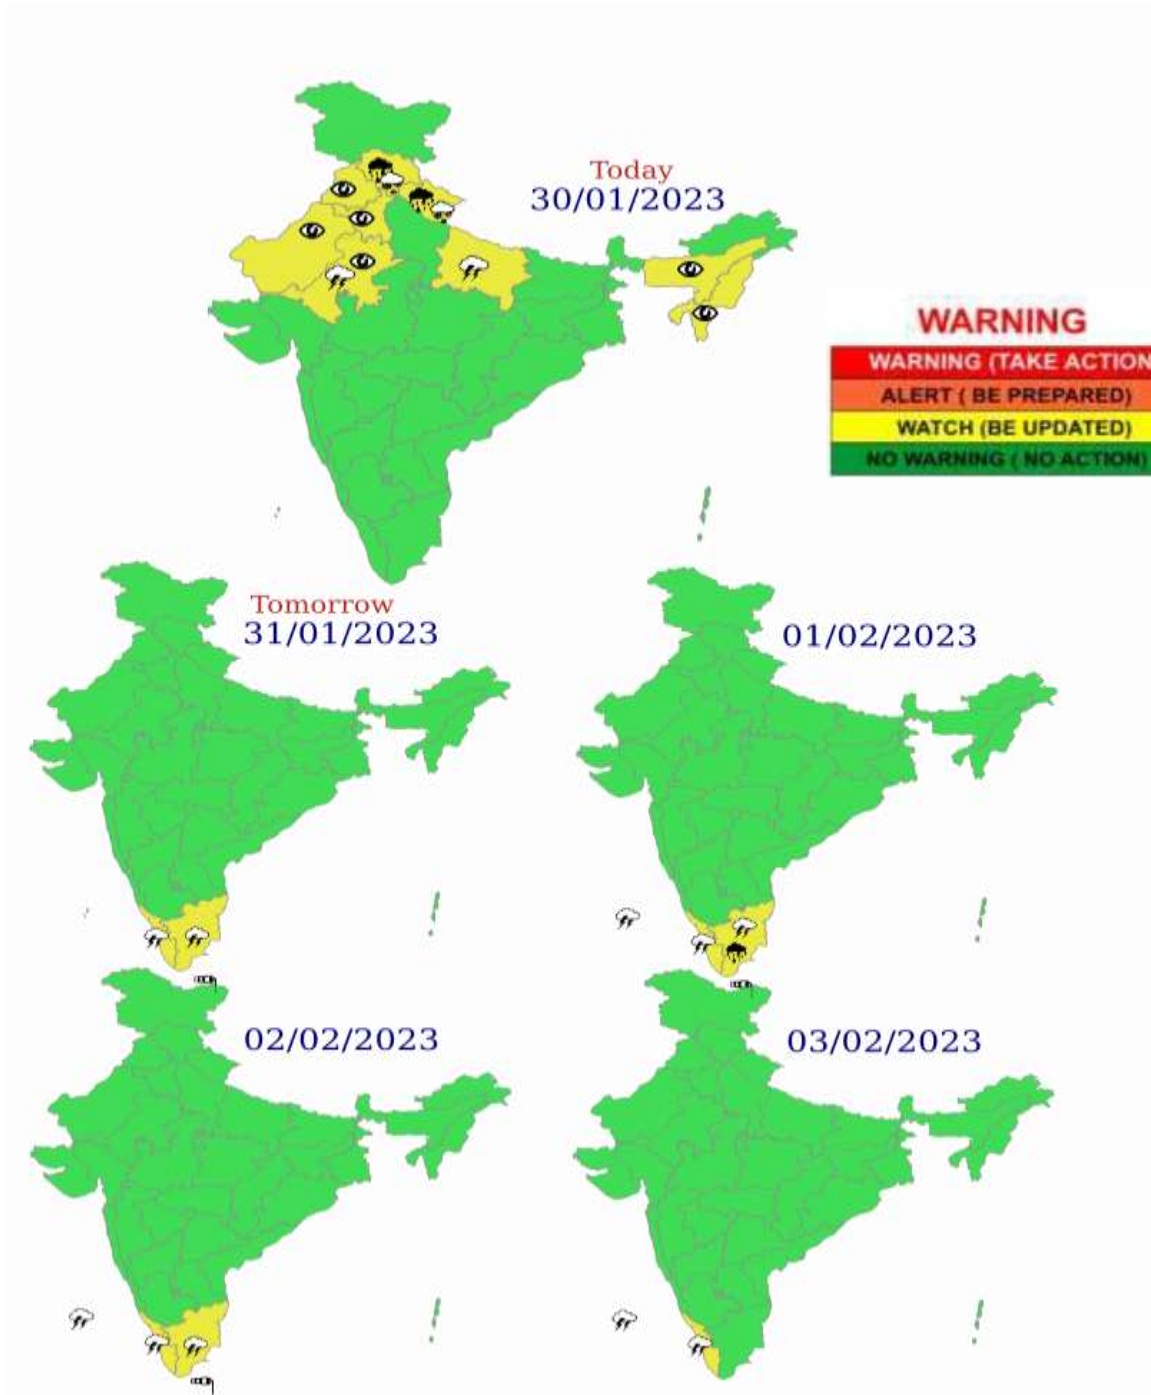 Today
30/01/2023
WARNING
WARNING (TAKE ACTION
ALERT ( BE PREPARED)
WATCH (BE UPDATED)
NO WARNING ( NO ACTION)
Tomorrow
31/01/2023
01/02/2023
02/02/2023
03/02/2023